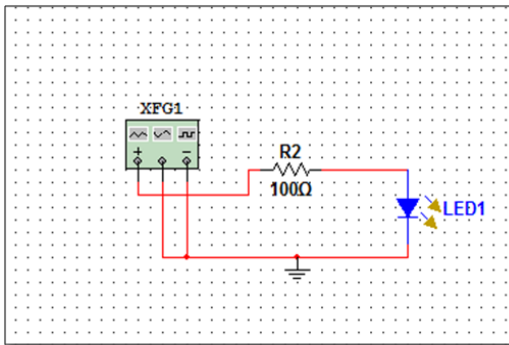 XFG1
+ −
R2
100Ω
LED1